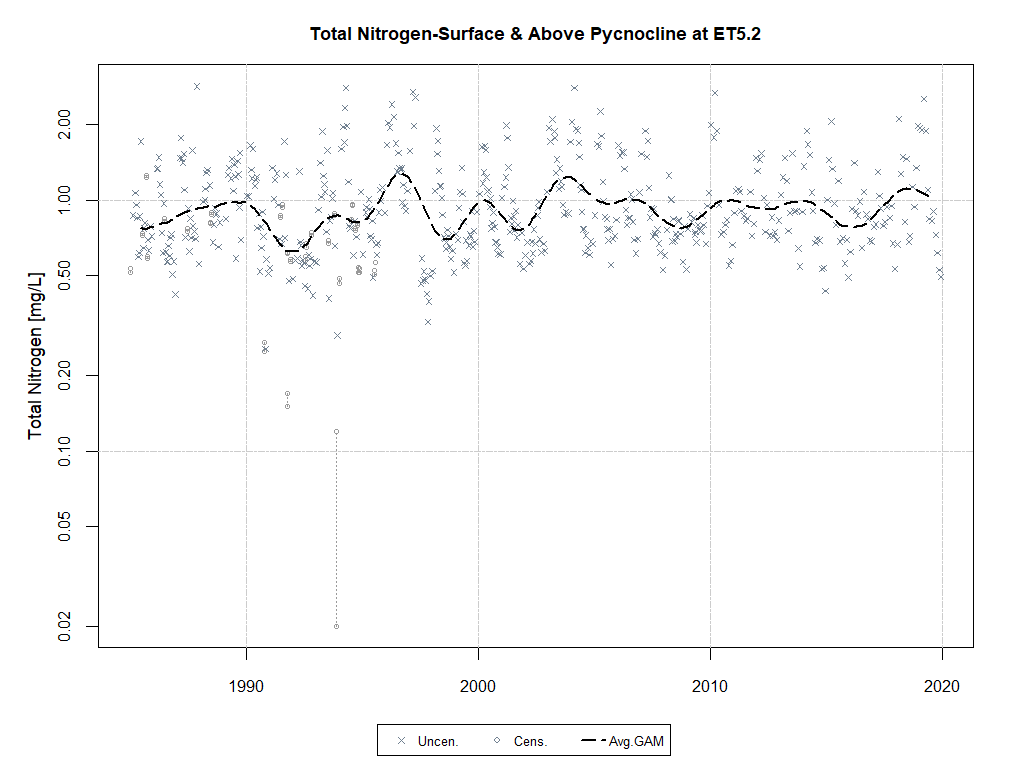 Total Nitrogen-Surface & Above Pycnocline at ET5.2
Total Nitrogen [mg/L]
2.00
1.00
0.50
0.20
0.10
0.05
0.02
1990 2000 2010 2020
Uncen. Cens. Avg.GAM